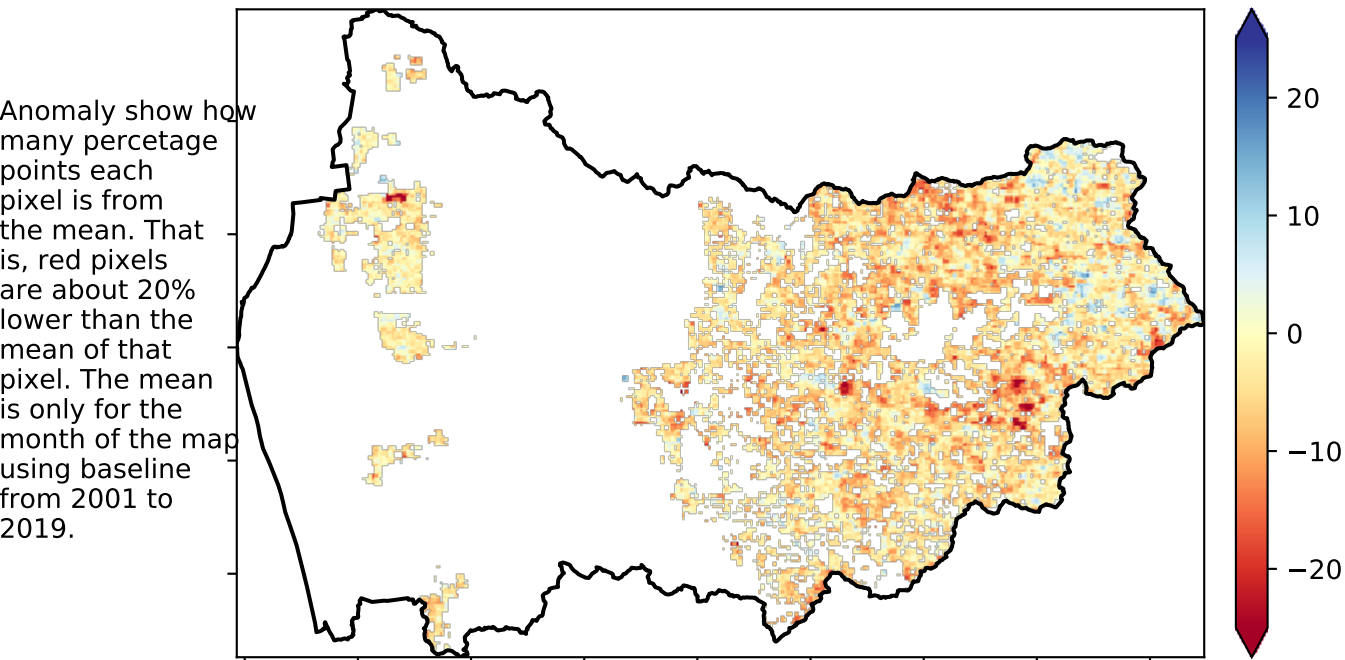 Anomaly show how
many percetage
points each
pixel is from
the mean. That
is, red pixels
are about 20%
lower than the
mean of that
pixel. The mean
is only for the
month of the map
using baseline
from 2001 to
2019.
20
10
0
−10
−20